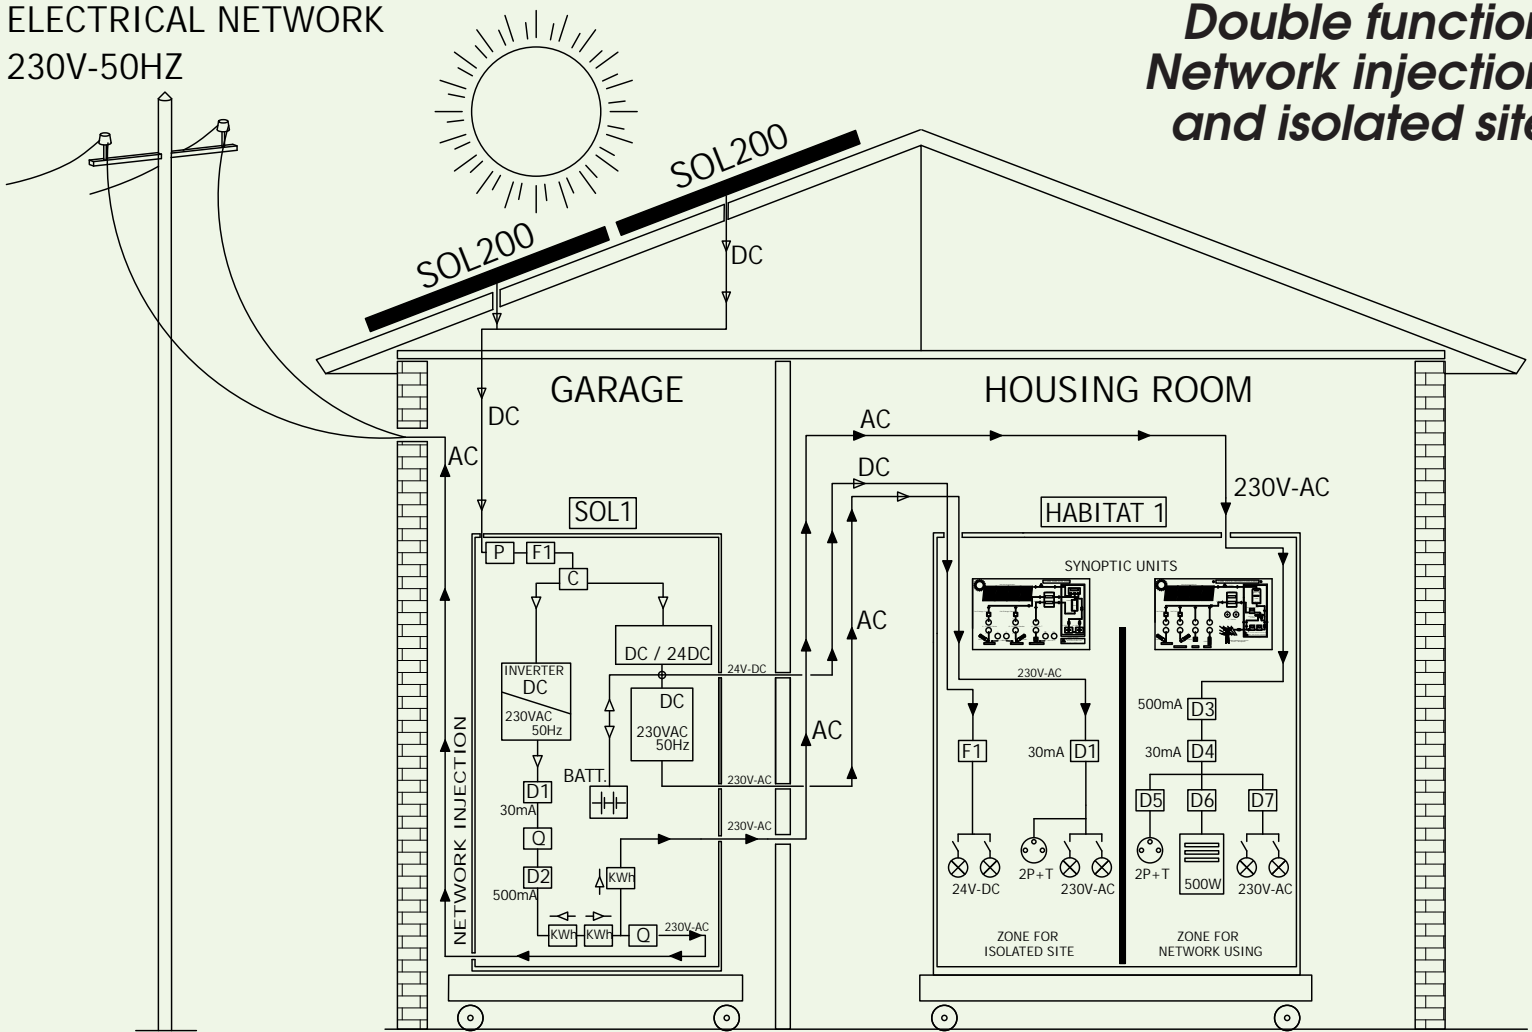 ELECTRICAL NETWORK
230V-50HZ
Double function
Network injection
and isolated site
SOL200
SOL200
DC
DC
AC
GARAGE
HOUSING ROOM
AC
DC
230V-AC
SOL1
HABITAT 1
P
F1
C
SYNOPTIC UNITS
DC / 24DC
INVERTER
DC
230VAC
50Hz
24V-DC
DC
230VAC
50Hz
AC
AC
230V-AC
BATT.
230V-AC
230V-AC
D1
30mA
Q
D2
500mA
KWh
KWh
KWh
Q
230V-AC
NETWORK INJECTION
500mA
D3
F1
30mA
D1
30mA
D4
D5
D6
D7
24V-DC
2P+T
230V-AC
2P+T
500W
230V-AC
ZONE FOR
ISOLATED SITE
ZONE FOR
NETWORK USING